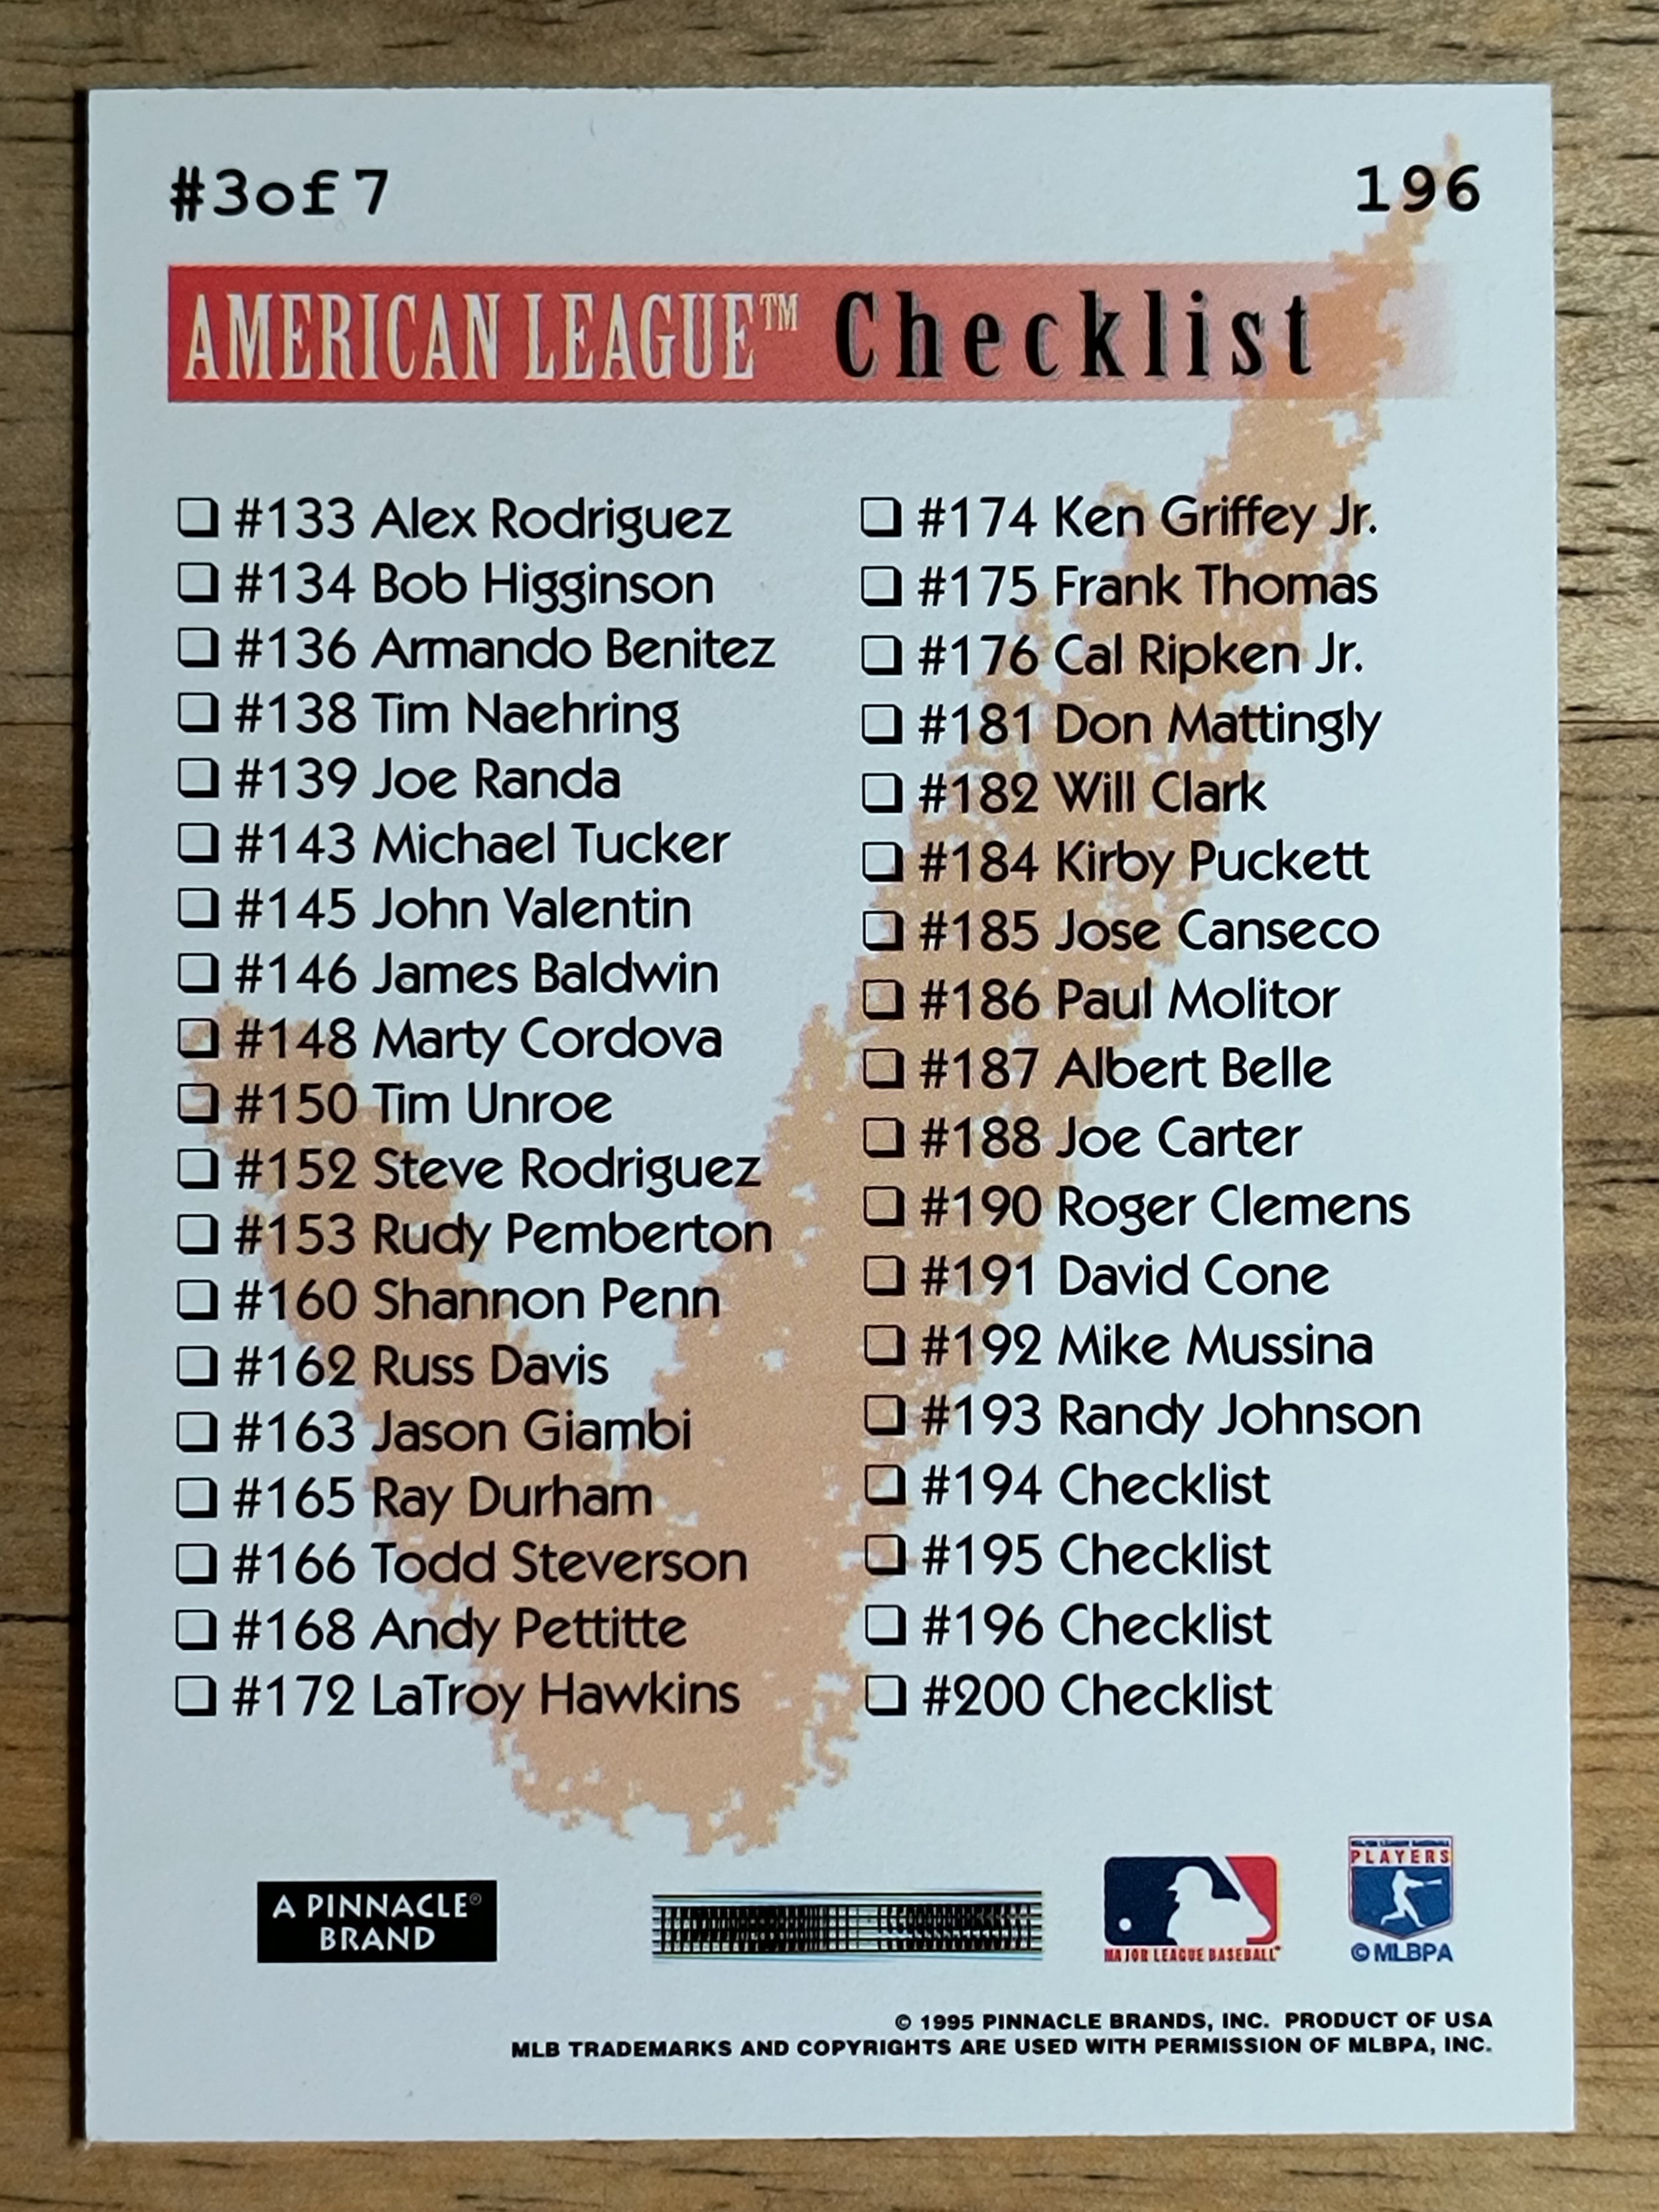 #3of7
196
AMERICAN LEAGUE™ Checklist
#133 Alex Rodriguez
#134 Bob Higginson
#136 Armando Benitez
#138 Tim Naehring
#139 Joe Randa
#143 Michael Tucker
#145 John Valentin
#146 James Baldwin
#148 Marty Cordova
#150 Tim Unroe
#152 Steve Rodriguez
#153 Rudy Pemberton
#160 Shannon Penn
#162 Russ Davis
#163 Jason Giambi
#165 Ray Durham
#166 Todd Steverson
#168 Andy Pettitte
#172 LaTroy Hawkins
#174 Ken Griffey Jr.
#175 Frank Thomas
#176 Cal Ripken Jr.
#181 Don Mattingly
#182 Will Clark
#184 Kirby Puckett
#185 Jose Canseco
#186 Paul Molitor
#187 Albert Belle
#188 Joe Carter
#190 Roger Clemens
#191 David Cone
#192 Mike Mussina
#193 Randy Johnson
#194 Checklist
#195 Checklist
#196 Checklist
#200 Checklist
A PINNACLE®
BRAND
MAJOR LEAGUE BASEBALL
MAJOR LEAGUE BASEBALL
PLAYERS
© MLBPA
© 1995 PINNACLE BRANDS, INC. PRODUCT OF USA
MLB TRADEMARKS AND COPYRIGHTS ARE USED WITH PERMISSION OF MLBPA, INC.